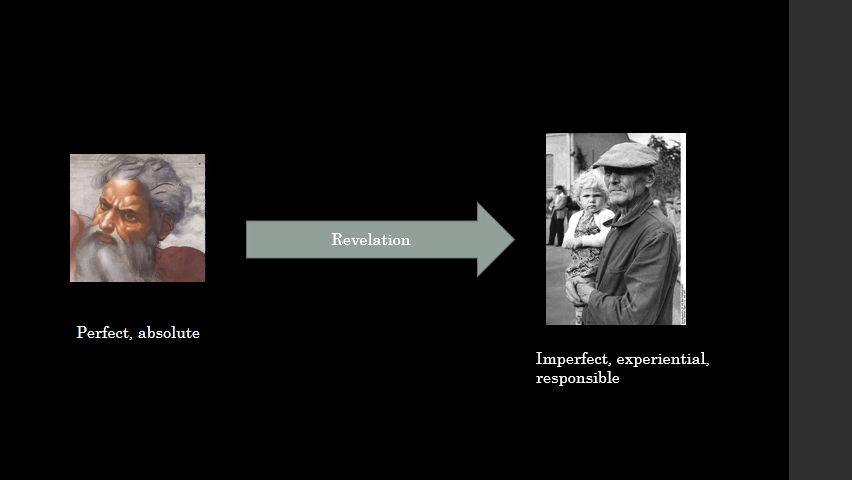 Revelation
Perfect, absolute
Imperfect, experiential,
responsible